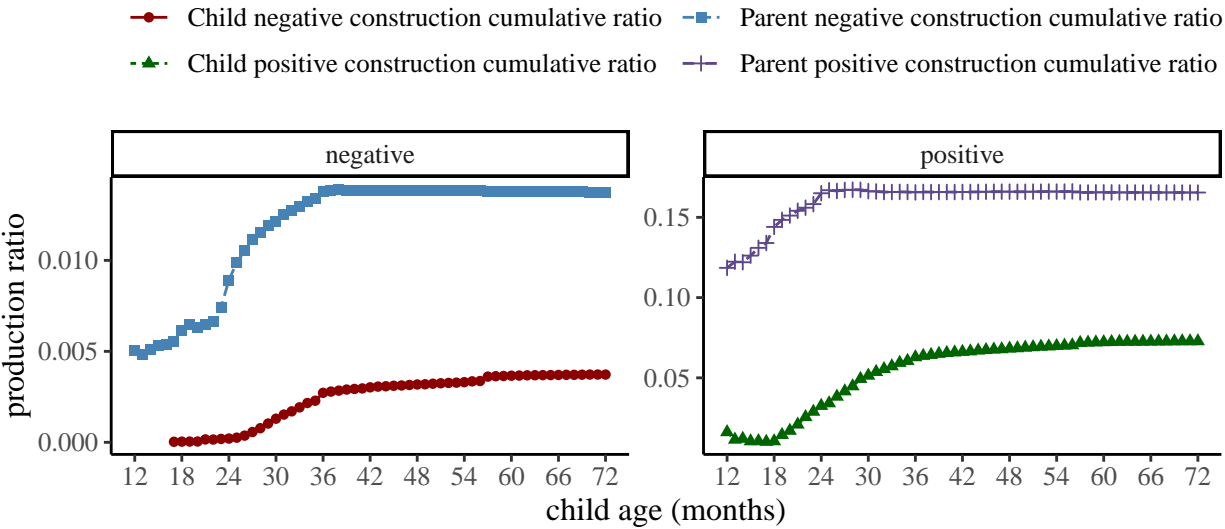 Child negative construction cumulative ratio
Parent negative construction cumulative ratio
Child positive construction cumulative ratio
Parent positive construction cumulative ratio
negative
positive
production ratio
0.010
0.005
0.000
0.15
0.10
0.05
12 18 24 30 36 42 48 54 60 66 72
12 18 24 30 36 42 48 54 60 66 72
child age (months)